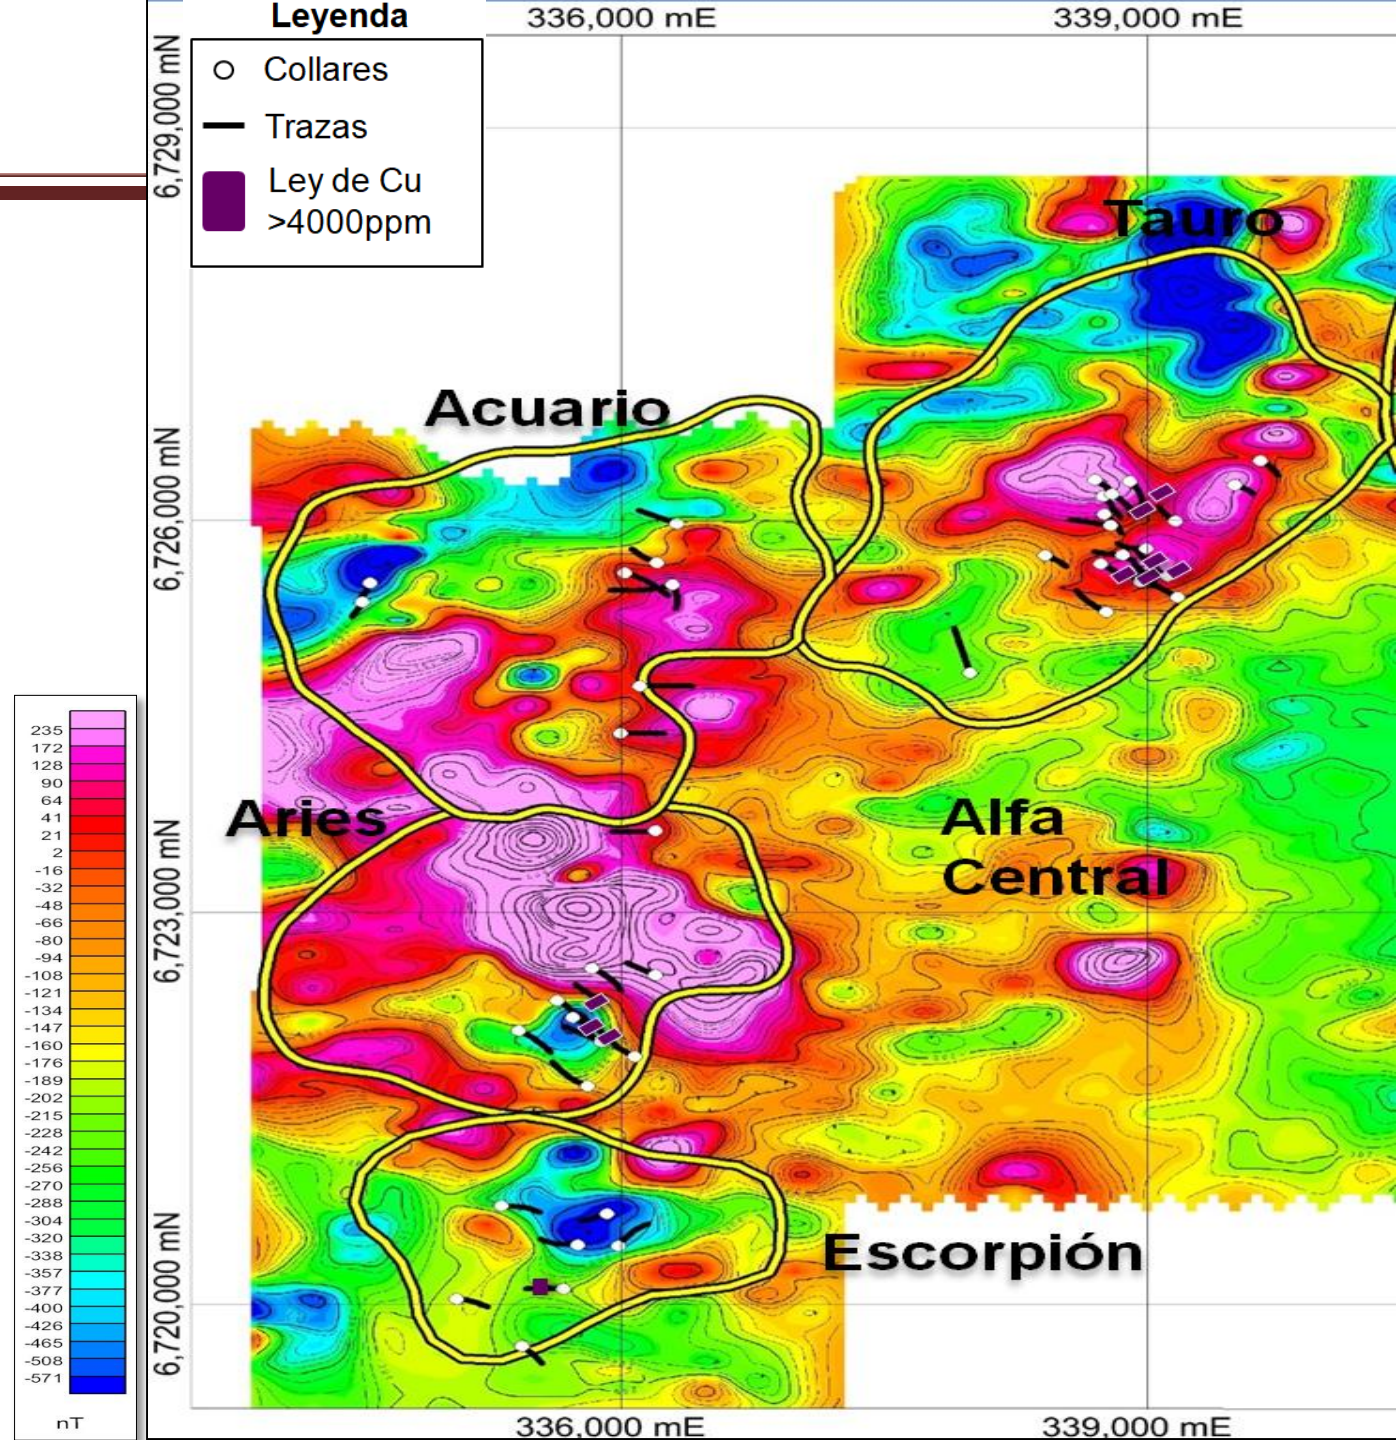 Leyenda
Collares
Trazas
Ley de Cu
>4000ppm
336,000 mE
339,000 mE
6,729,000 mN
6,726,000 mN
6,723,000 mN
6,720,000 mN
Tauro
Acuario
Aries
Alfa
Central
Escorpión
235
172
128
90
64
41
21
2
-16
-32
-48
-66
-80
-94
-108
-121
-134
-147
-160
-176
-189
-202
-215
-228
-242
-256
-270
-288
-304
-320
-338
-357
-377
-400
-426
-465
-508
-571
nT
336,000 mE
339,000 mE